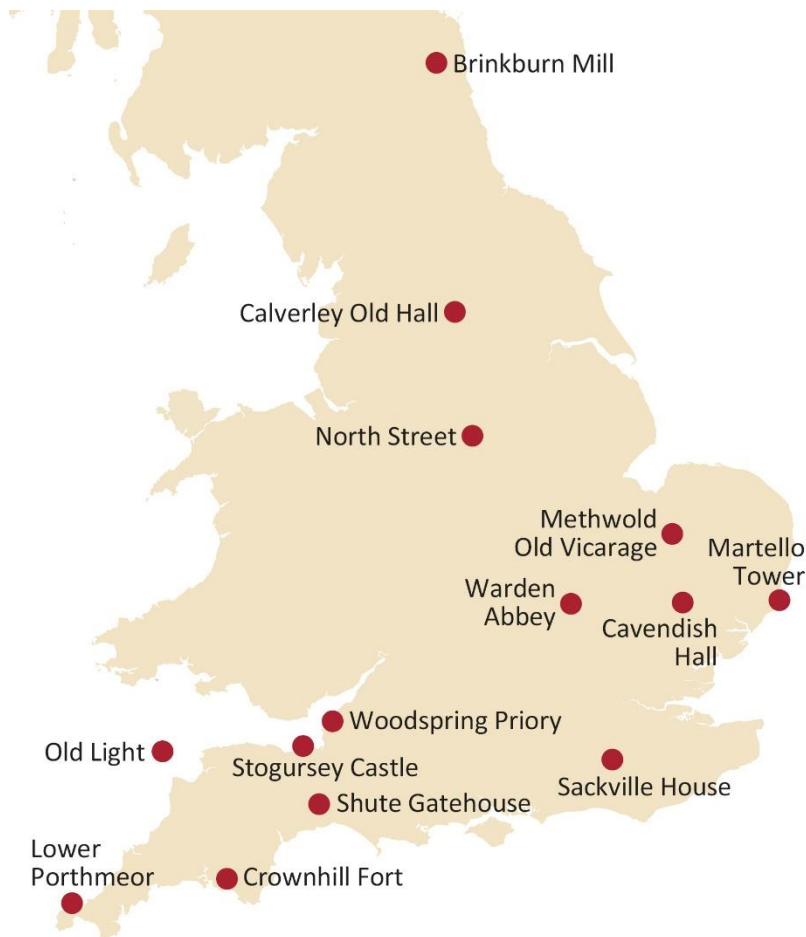 Brinkburn Mill
Calverley Old Hall
North Street
Methwold
Old Vicarage
Martello
Tower
Warden
Abbey
Cavendish
Hall
Woodspring Priory
Old Light
Stogursey Castle
Sackville House
Shute Gatehouse
Lower
Porthmeor
Crownhill Fort